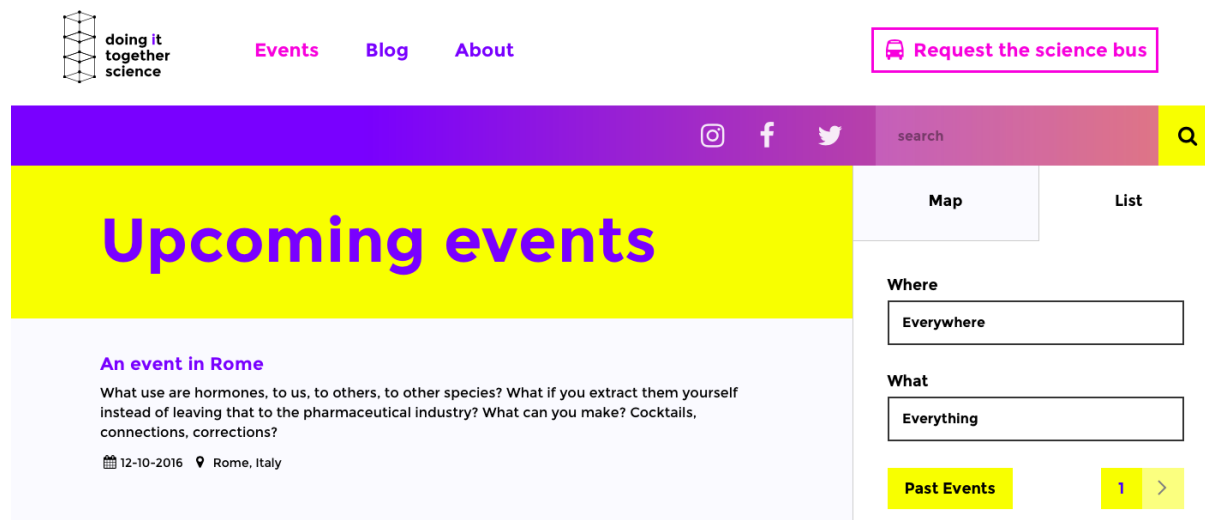 doing it
together
science
Events
Blog
About
Request the science bus
search
Upcoming events
Map
List
An event in Rome
What use are hormones, to us, to others, to other species? What if you extract them yourself
instead of leaving that to the pharmaceutical industry? What can you make? Cocktails,
connections, corrections?
12-10-2016 Rome, Italy
Where
Everywhere
What
Everything
Past Events
1